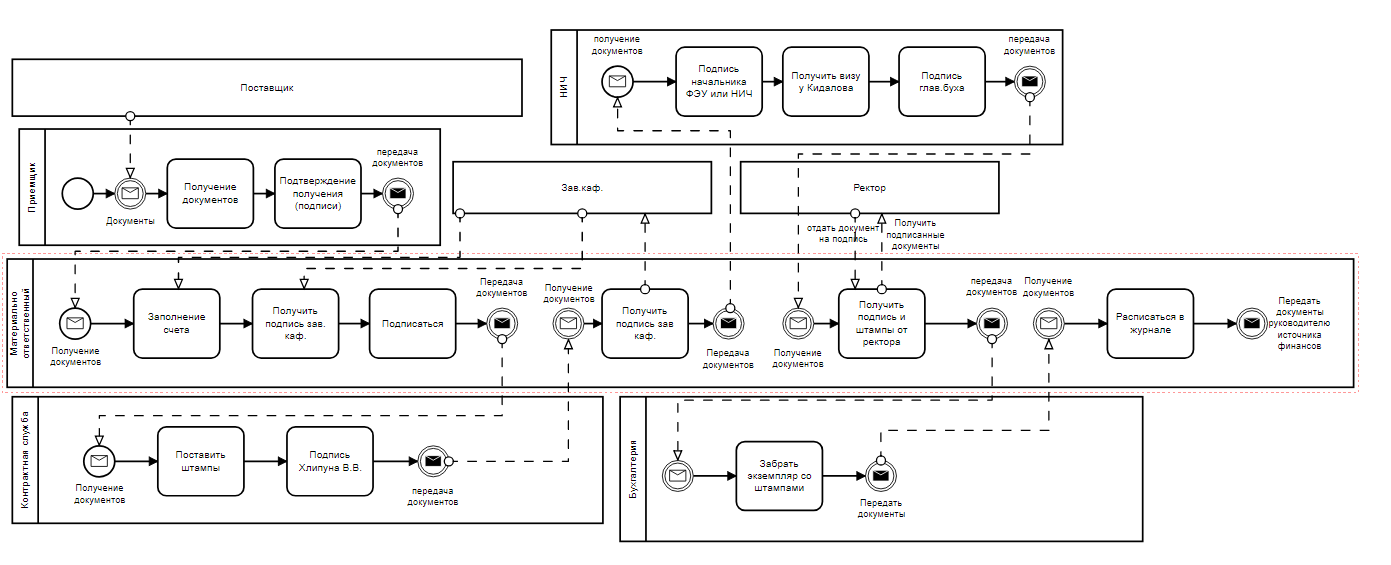 Поставщик
Приемщик
Документы
Получение
документов
Подтверждение
получения
(подписи)
передача
документов
НИЧ
получение
документов
Подпись
начальника
ФЭУ или НИЧ
Получить визу
у Кидалова
Подпись
глав.буха
передача
документов
Зав.каф.
Ректор
отдать документ
на подпись
Получить
подписанные
документы
Материально
ответственный
Получение
документов
Заполнение
счета
Получить
подпись зав.
каф.
Подписаться
Передача
документов
Получение
документов
Получить
подпись зав
каф.
Передача
документов
Получение
документов
Получить
подпись и
штампы от
ректора
передача
документов
Получение
документов
Расписаться в
журнале
Передать
документы
руководителю
источника
финансов
Контрактная служба
Получение
документов
Поставить
штампы
Подпись
Хлипуна В.В.
передача
документов
Бухгалтерия
Забрать
экземпляр со
штампами
Передать
документы